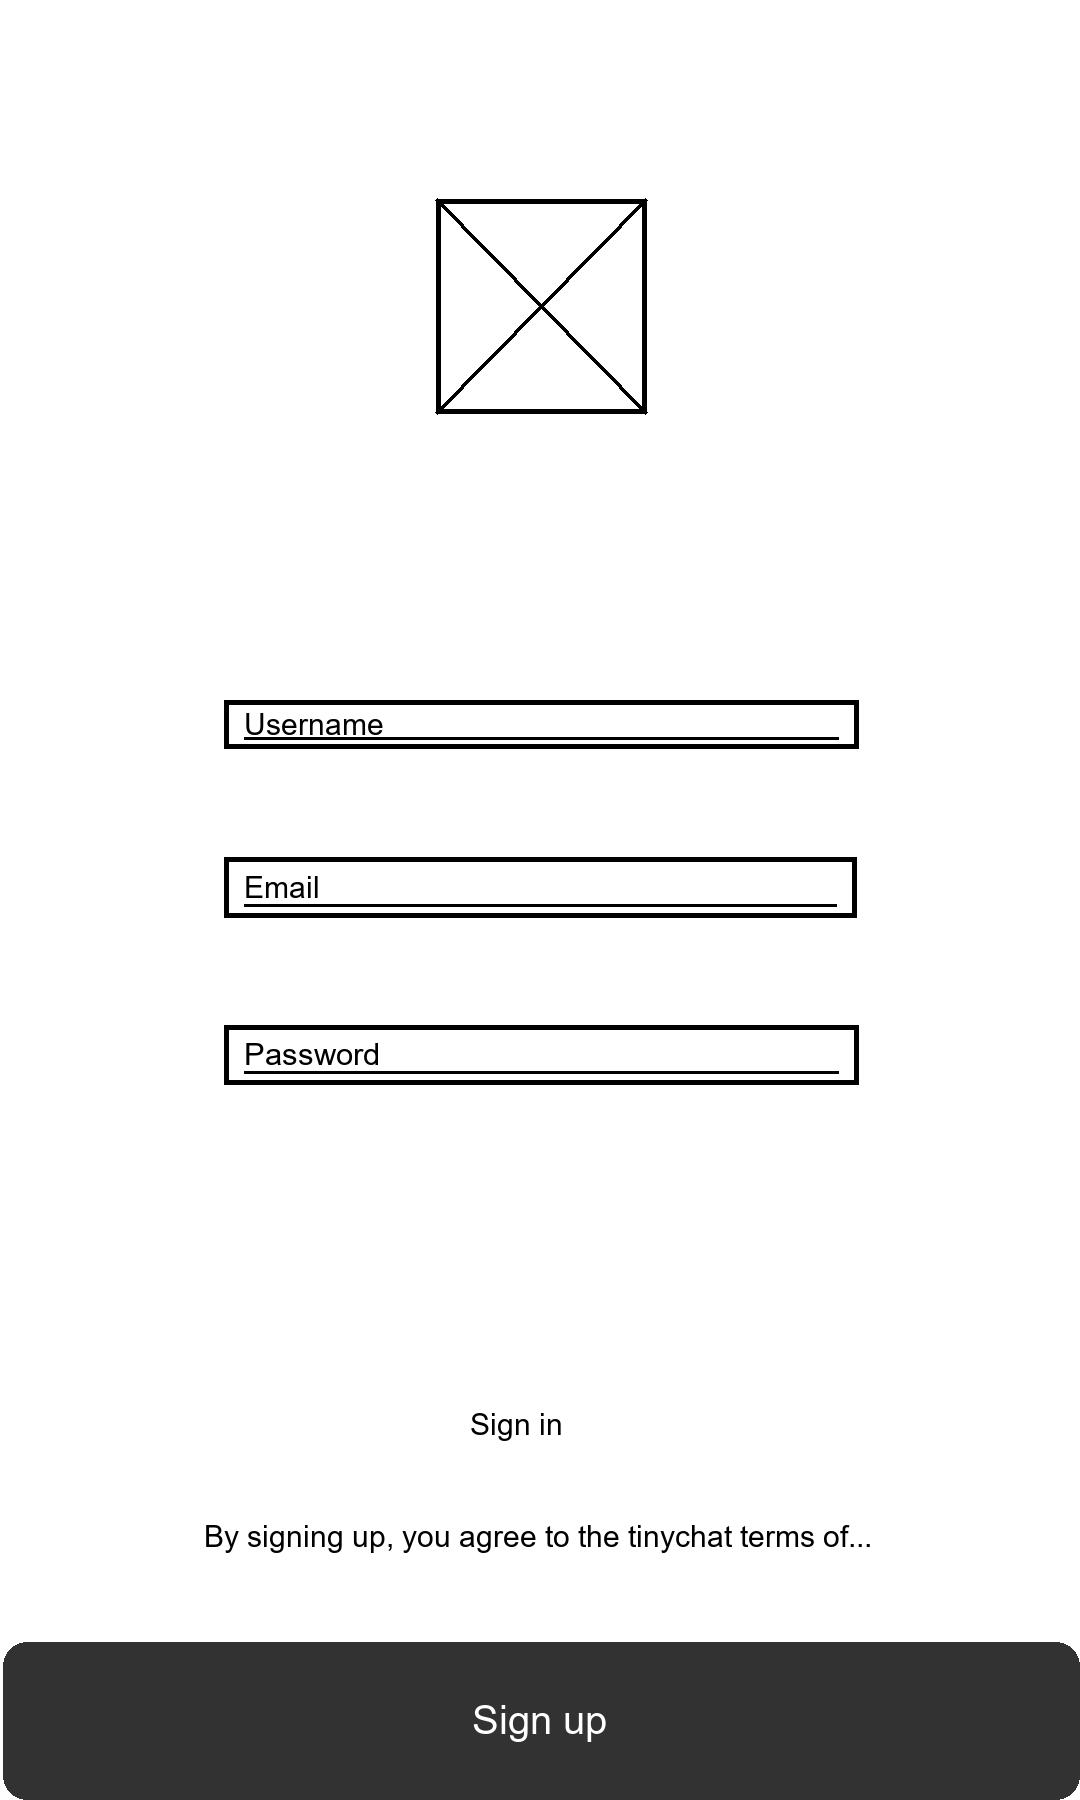 Username
Email
Password
Sign in
By signing up, you agree to the tinychat terms of...
Sign up